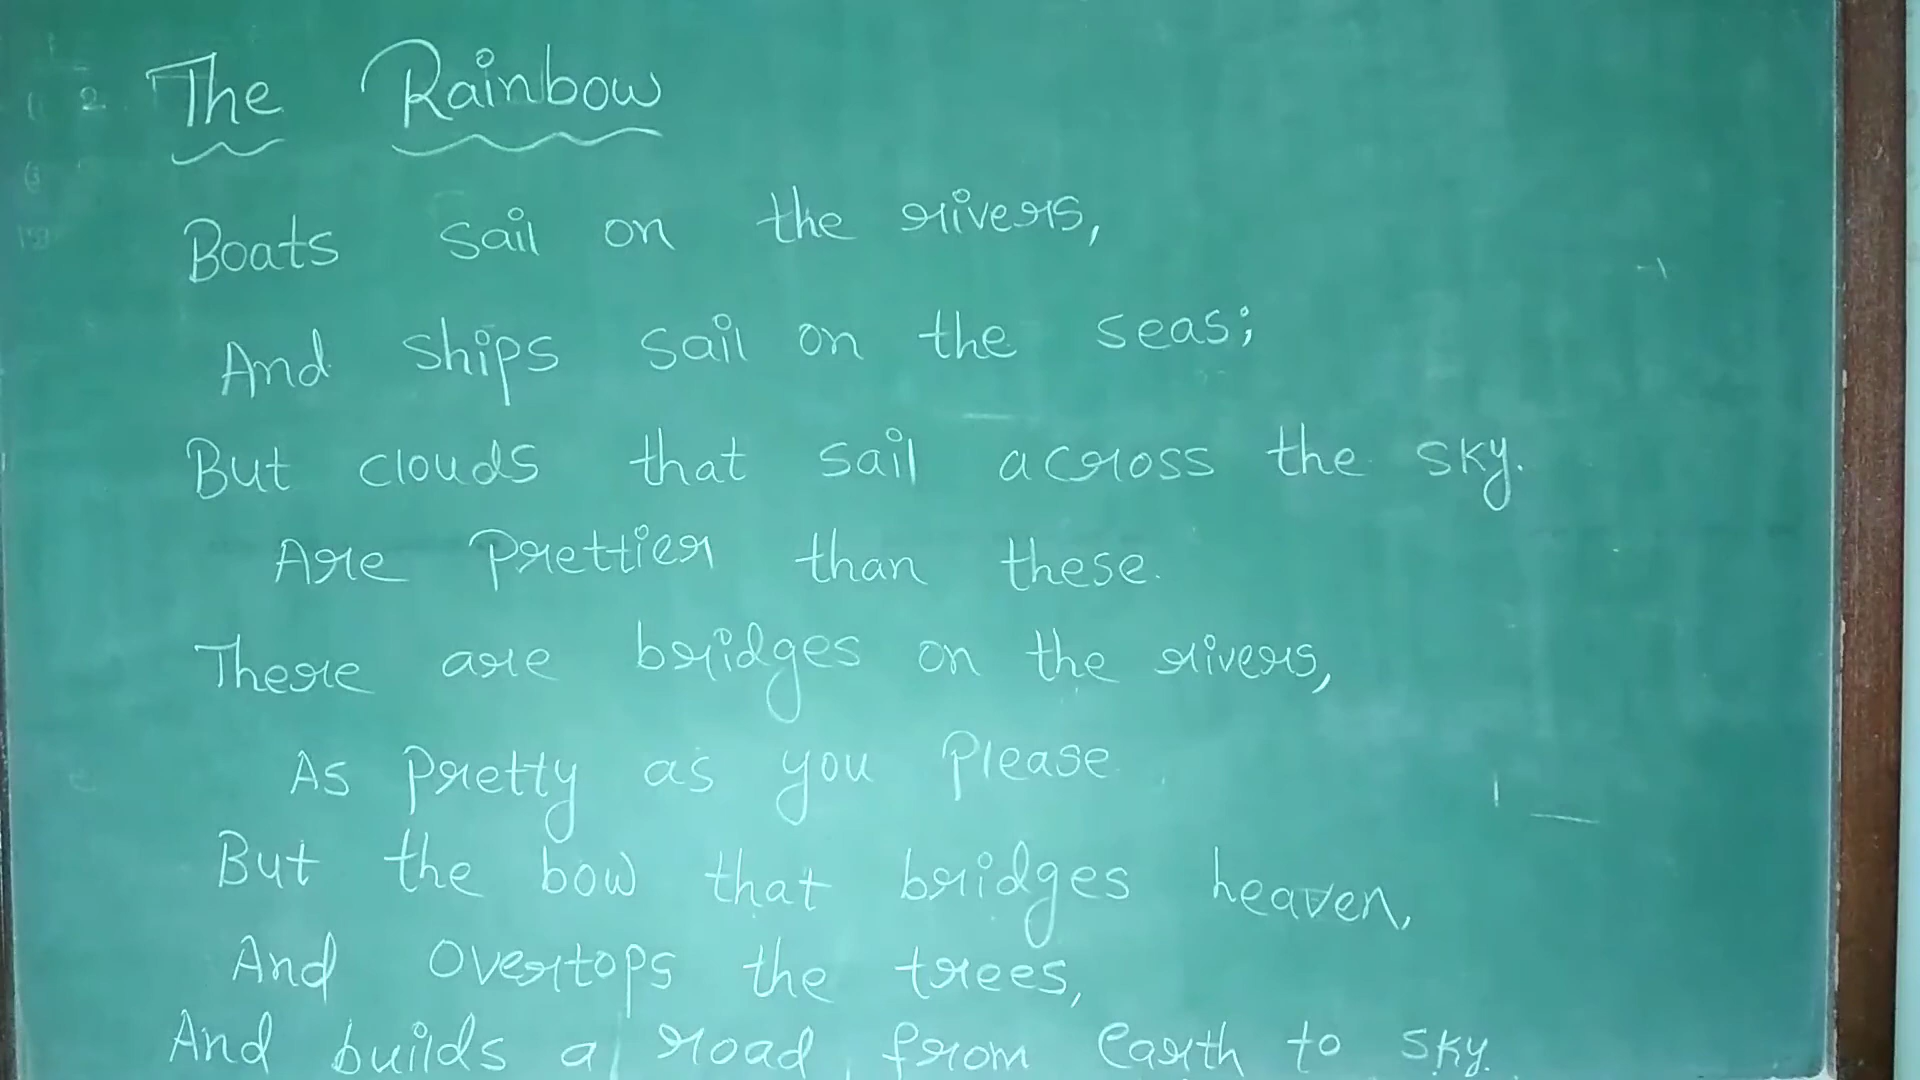 The Rainbow
Boats sail on the rivers,
And ships sail on the seas;
But clouds that sail across the sky.
Are prettier than these.
There are bridges on the rivers,
As pretty as you please
But the bow that bridges heaven,
And overtops the trees,
And builds a road from earth to sky.